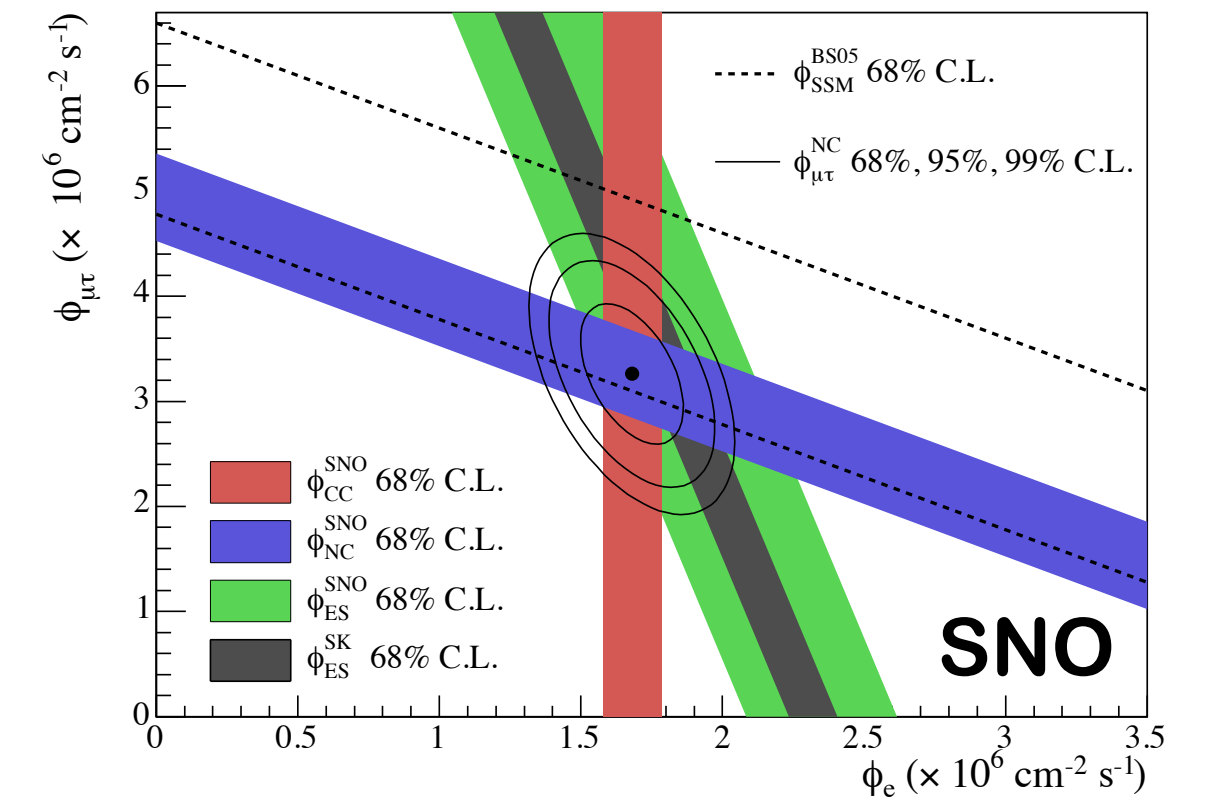 ϕ_μτ (× 10^6 cm^-2 s^-1)
6
5
4
3
2
1
0
ϕ_SSM^BS05 68% C.L.
ϕ_μτ^NC 68%, 95%, 99% C.L.
ϕ_CC^SNO 68% C.L.
ϕ_NC^SNO 68% C.L.
ϕ_ES^SNO 68% C.L.
ϕ_ES^SK 68% C.L.
SNO
0 0.5 1 1.5 2 2.5 3 3.5
ϕ_e (× 10^6 cm^-2 s^-1)